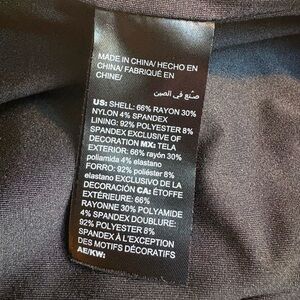 MADE IN CHINA/ HECHO EN
CHINA/ FABRIQUÉ EN
CHINE/
صنّع في الصين
US: SHELL: 66% RAYON 30%
NYLON 4% SPANDEX
LINING: 92% POLYESTER 8%
SPANDEX EXCLUSIVE OF
DECORATION MX: TELA
EXTERIOR: 66% rayón 30%
poliamida 4% elastano
FORRO: 92% poliéster 8%
elastano EXCLUSIVO DE LA
DECORACIÓN CA: ÉTOFFE
EXTÉRIEURE: 66%
RAYONNE 30% POLYAMIDE
4% SPANDEX DOUBLURE:
92% POLYESTER 8%
SPANDEX À L'EXCEPTION
DES MOTIFS DÉCORATIFS
AE/KW: